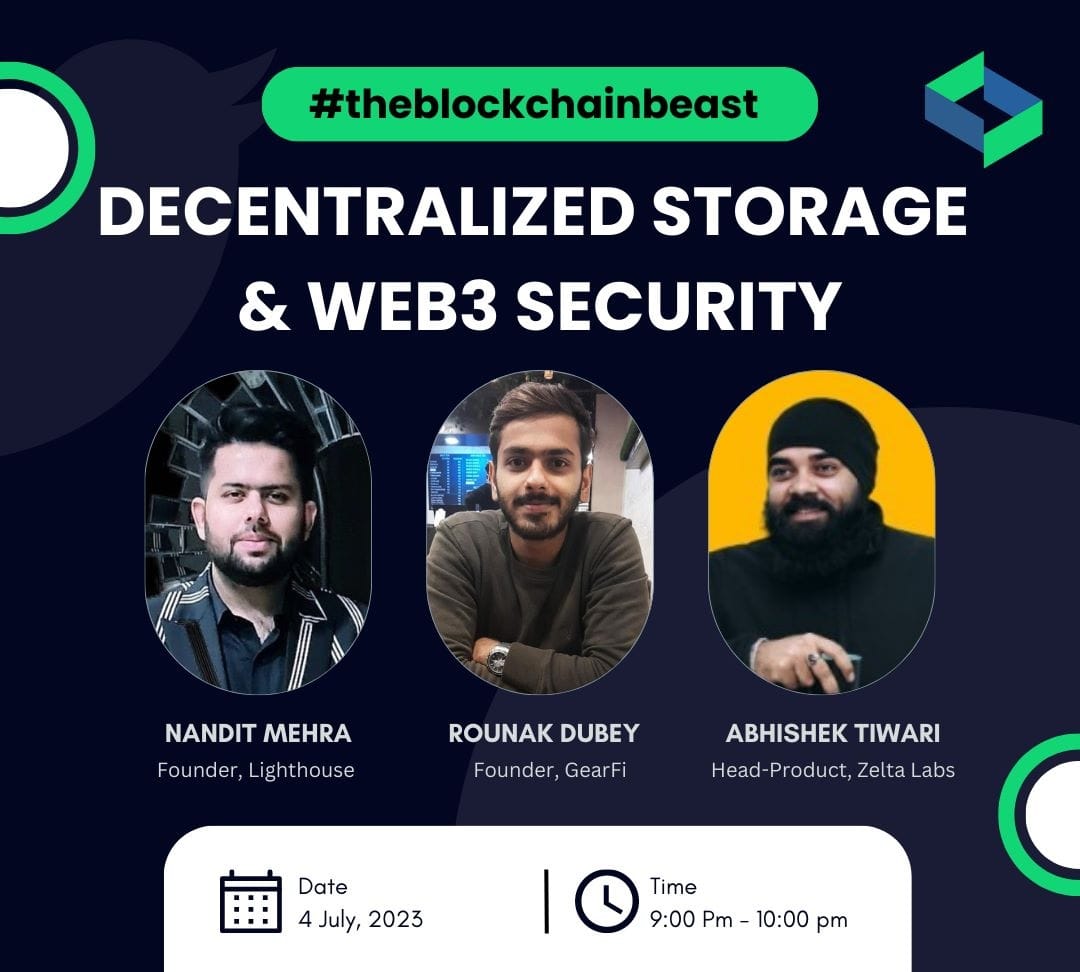 #theblockchainbeast
DECENTRALIZED STORAGE
& WEB3 SECURITY
NANDIT MEHRA
Founder, Lighthouse
ROUNAK DUBEY
Founder, GearFi
ABHISHEK TIWARI
Head-Product, Zelta Labs
Date
4 July, 2023
Time
9:00 Pm – 10:00 pm